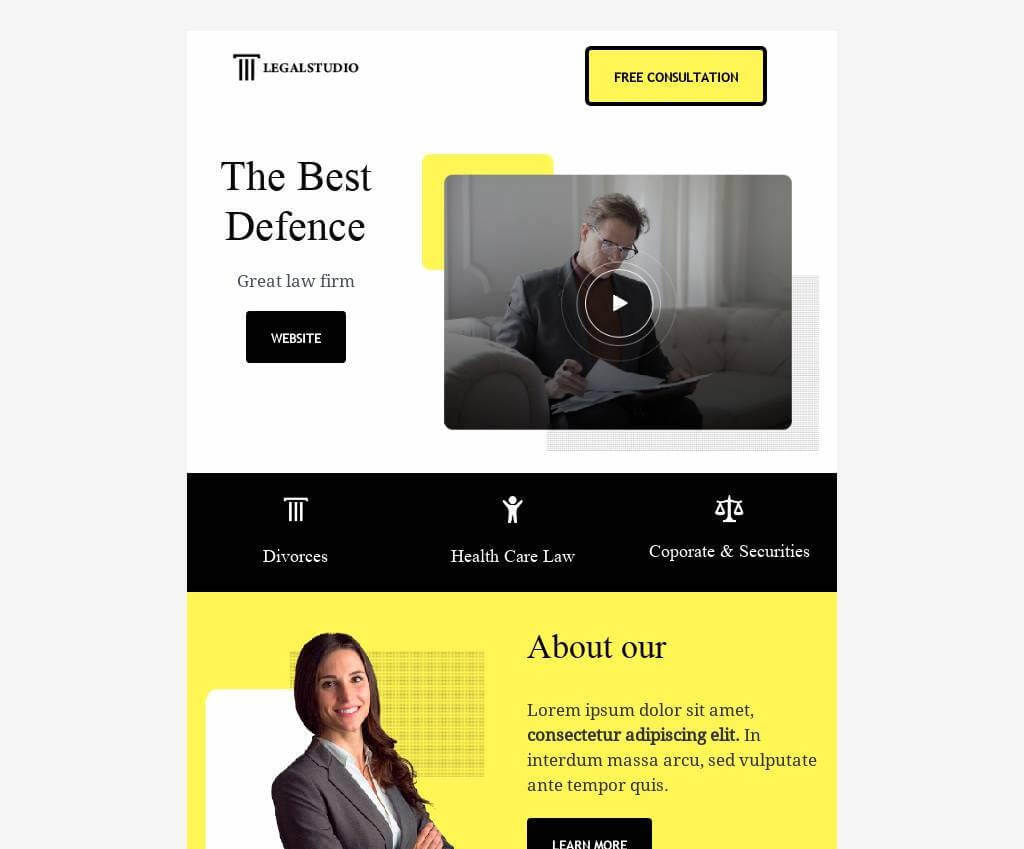 LEGALSTUDIO
FREE CONSULTATION
The Best
Defence
Great law firm
WEBSITE
Divorces
Health Care Law
Coporate & Securities
About our
Lorem ipsum dolor sit amet,
consectetur adipiscing elit. In
interdum massa arcu, sed vulputate
ante tempor quis.
LEARN MORE